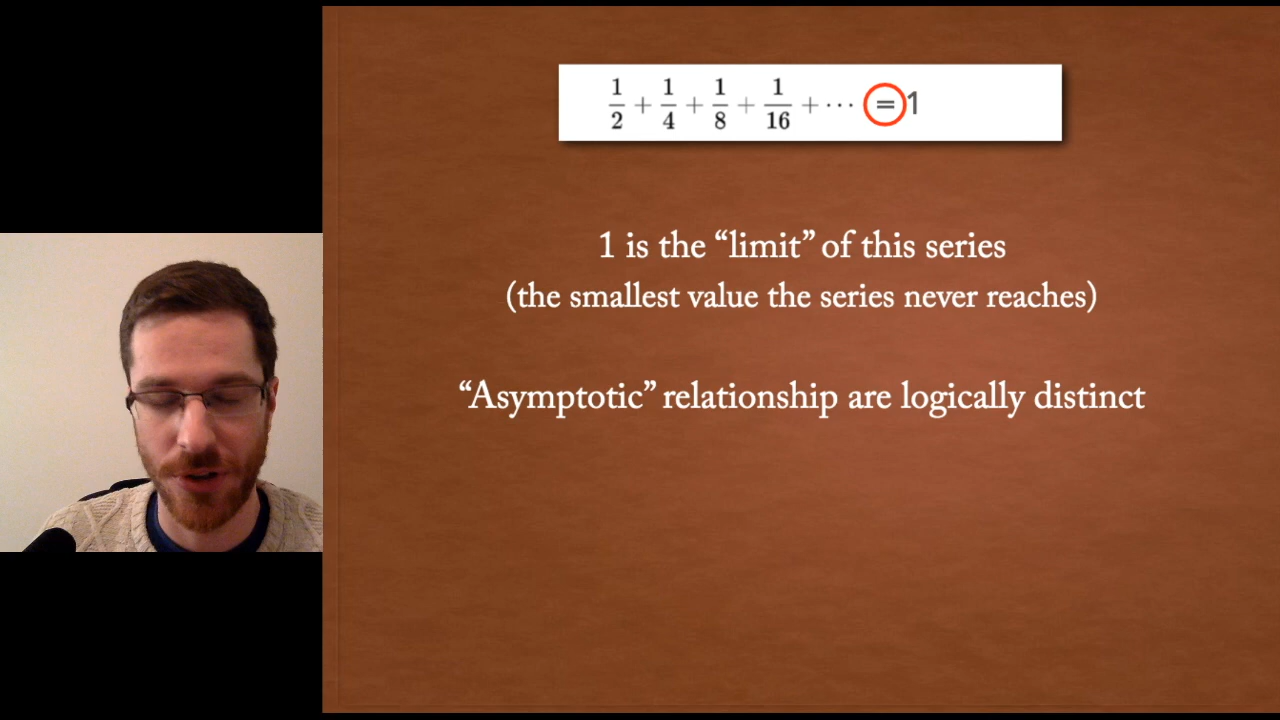 1/2 + 1/4 + 1/8 + 1/16 + ··· = 1
1 is the “limit” of this series
(the smallest value the series never reaches)
“Asymptotic” relationship are logically distinct